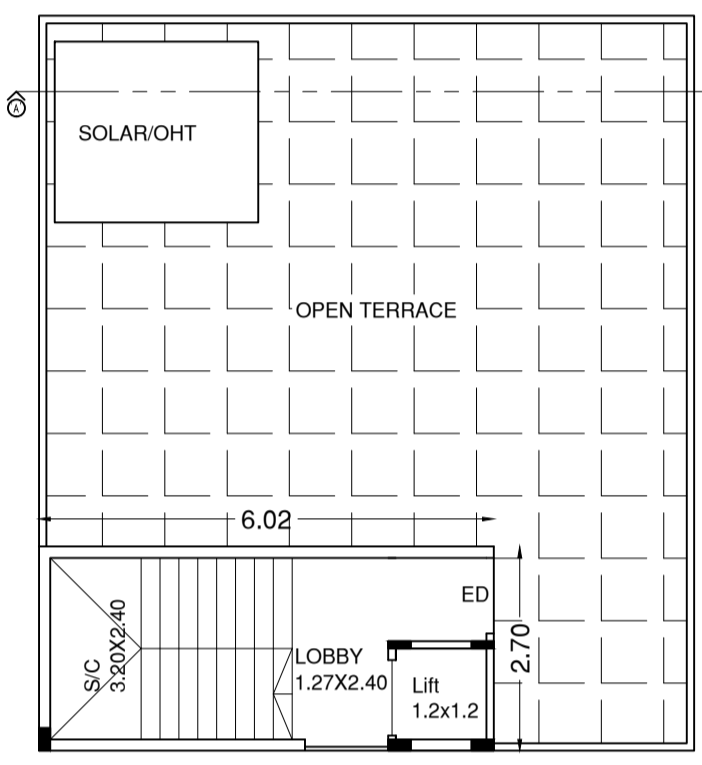 A
SOLAR/OHT
OPEN TERRACE
6.02
ED
2.70
S/C
3.20X2.40
LOBBY
1.27X2.40
Lift
1.2x1.2